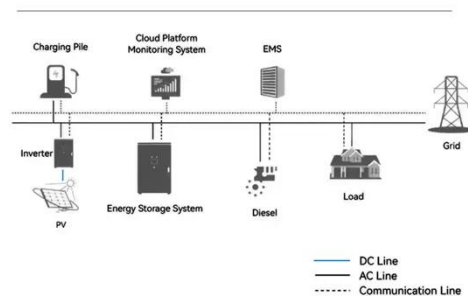 Charging Pile
Cloud Platform
Monitoring System
EMS
Grid
Inverter
PV
Energy Storage System
Diesel
Load
DC Line
AC Line
Communication Line